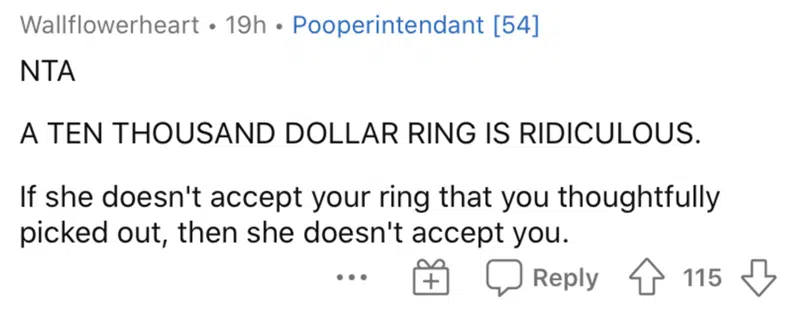 Wallflowerheart • 19h • Pooperintendant [54]
NTA
A TEN THOUSAND DOLLAR RING IS RIDICULOUS.
If she doesn't accept your ring that you thoughtfully
picked out, then she doesn't accept you.
... Reply 115